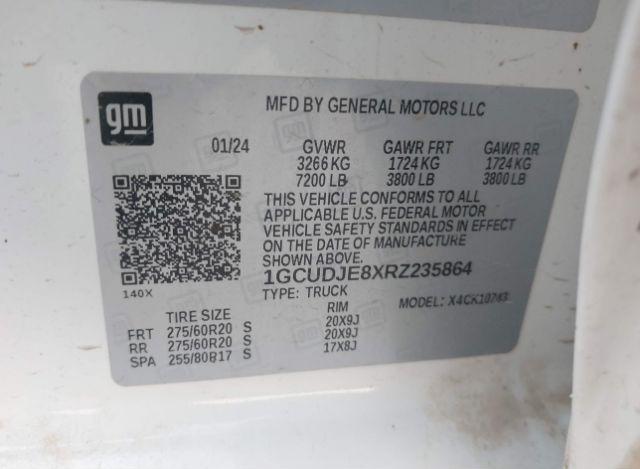 gm
MFD BY GENERAL MOTORS LLC
01/24 GVWR GAWR FRT GAWR RR
3266 KG 1724 KG 1724 KG
7200 LB 3800 LB 3800 LB
THIS VEHICLE CONFORMS TO ALL
APPLICABLE U.S. FEDERAL MOTOR
VEHICLE SAFETY STANDARDS IN EFFECT
ON THE DATE OF MANUFACTURE
SHOWN ABOVE.
1GCUDJE8XRZ235864
140X
TYPE: TRUCK MODEL: X4CK10743
TIRE SIZE RIM
FRT 275/60R20 S 20X9J
RR 275/60R20 S 20X9J
SPA 255/80R17 S 17X8J